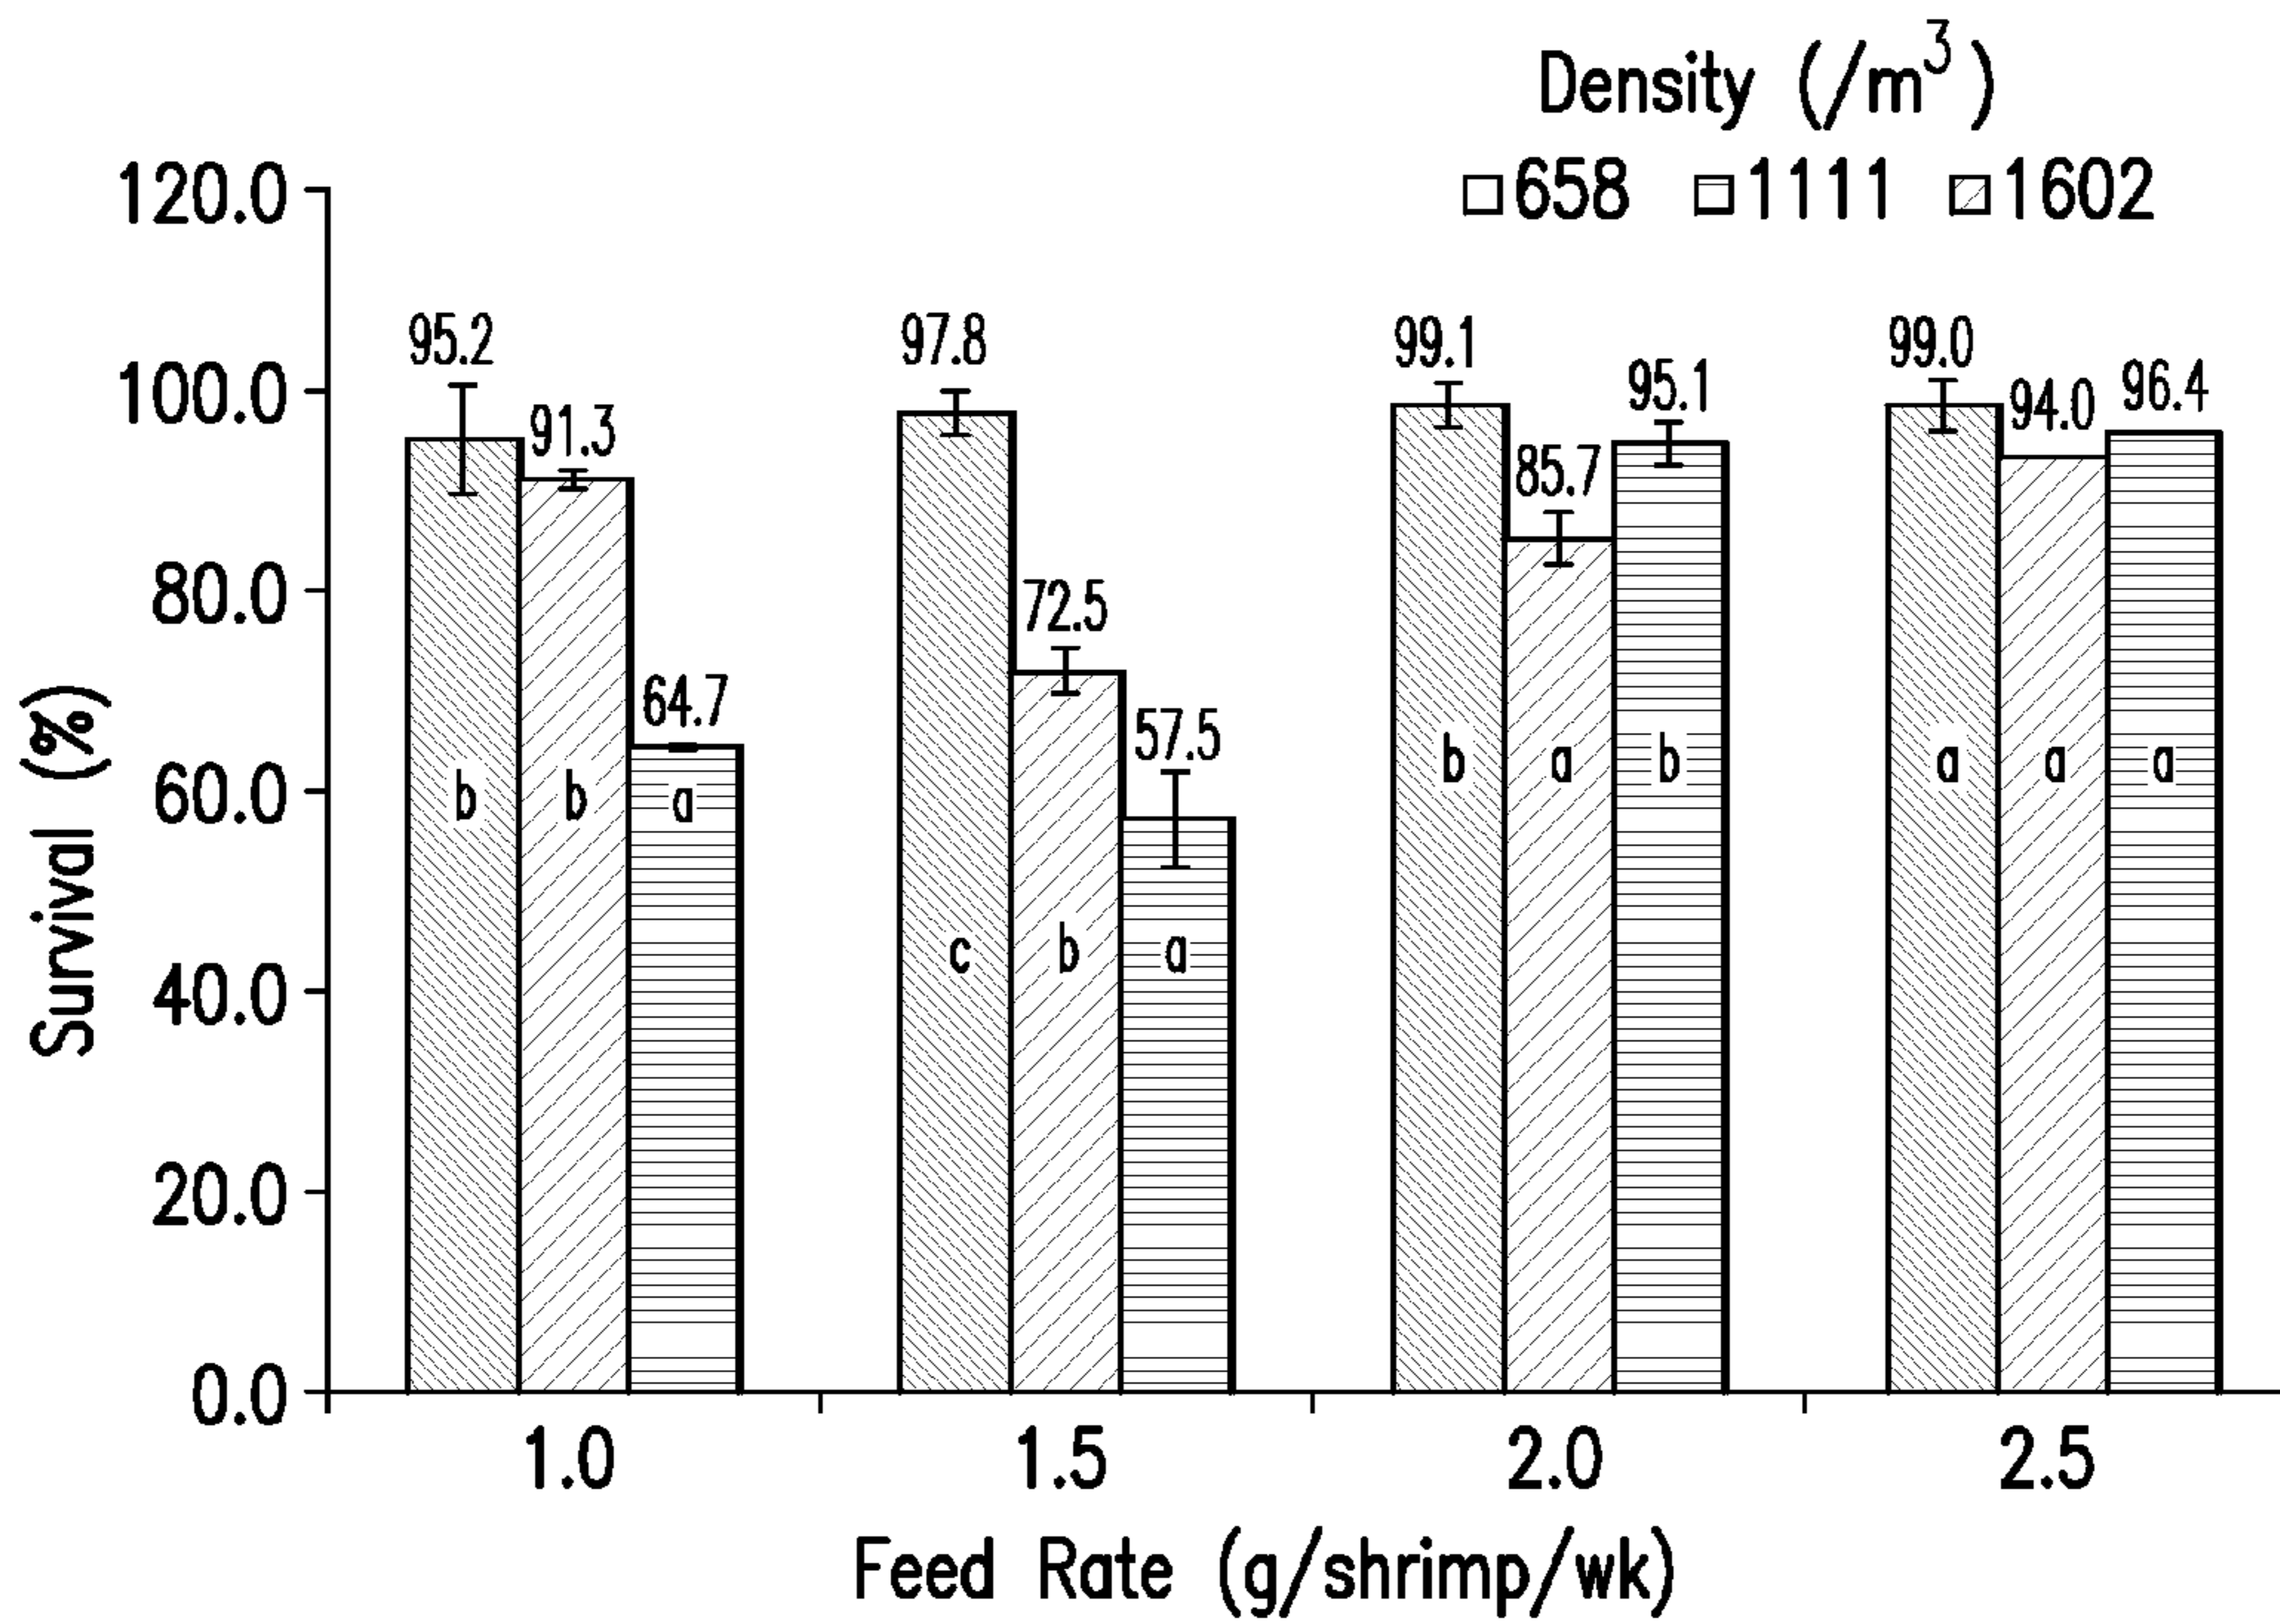 Density (/m³)
658 1111 1602
120.0
100.0
80.0
60.0
40.0
20.0
0.0
Survival (%)
95.2
91.3
64.7
97.8
72.5
57.5
99.1
85.7
95.1
99.0
94.0
96.4
b b a
c b a
b a b
a a a
1.0 1.5 2.0 2.5
Feed Rate (g/shrimp/wk)